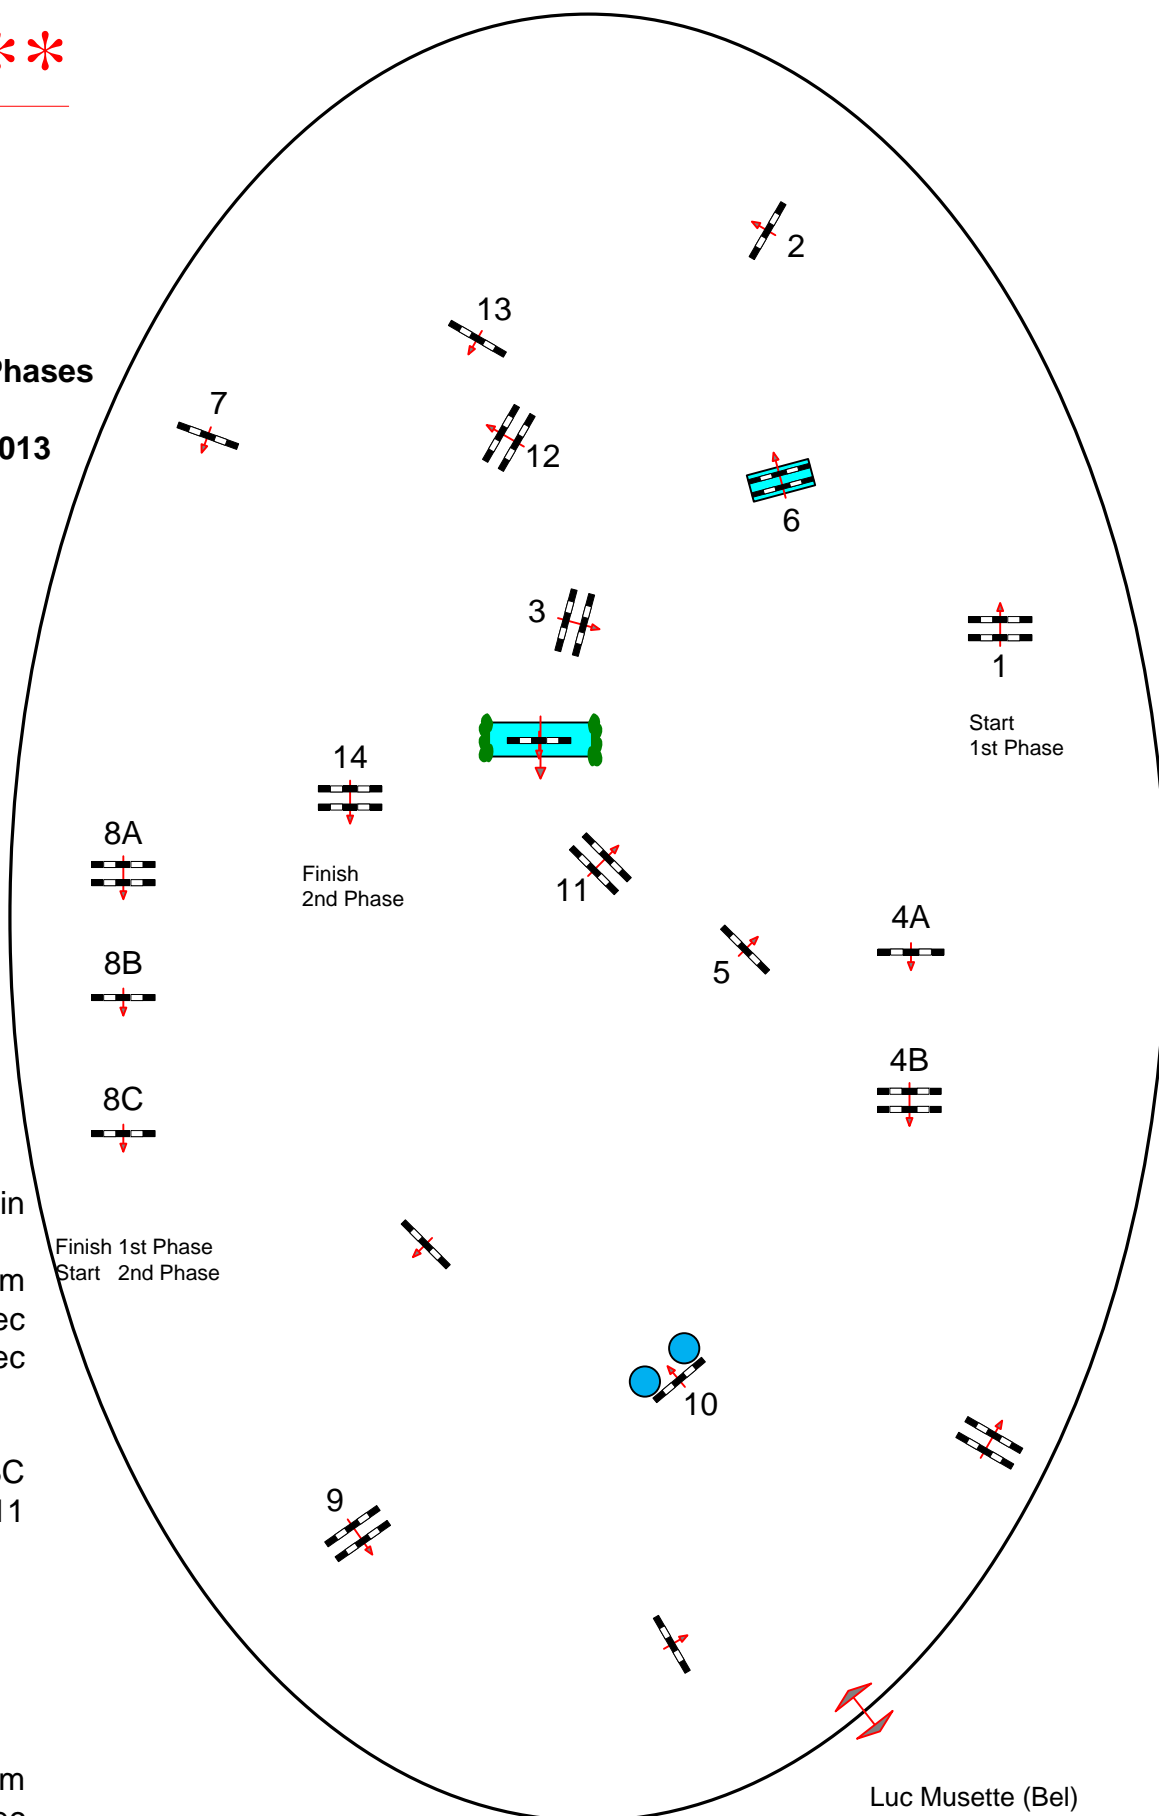 **
Phases
2
13
7
013
12
6
3
1
Start
1st Phase
14
8A
Finish
2nd Phase
11
4A
8B
5
4B
8C
in
Finish 1st Phase
Start 2nd Phase
m
ec
ec
10
C
9
11
m
Luc Musette (Bel)